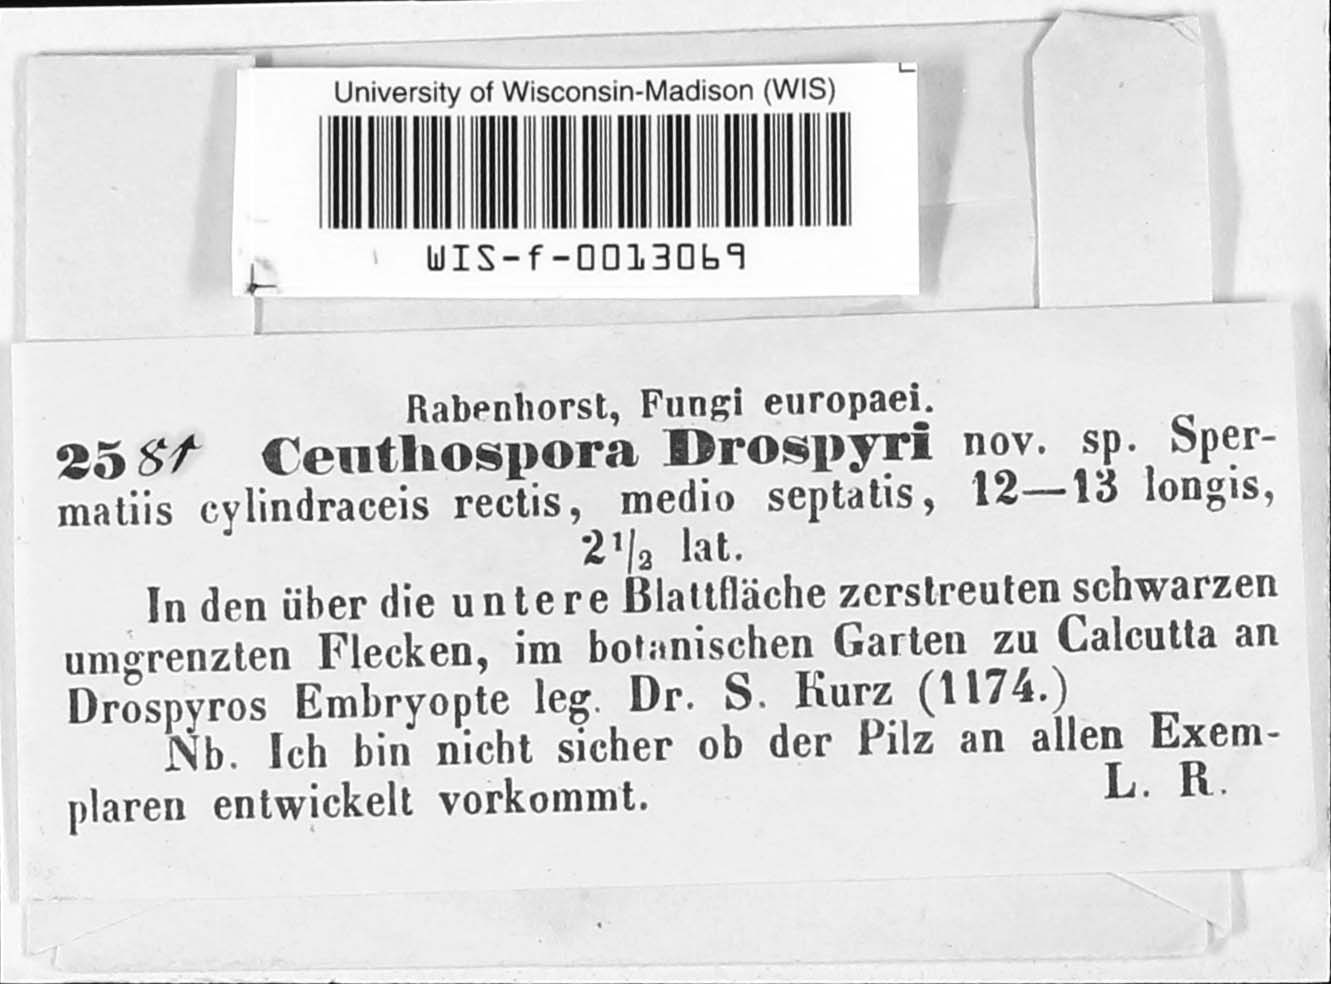 University of Wisconsin-Madison (WIS)
WIS-f-0013069
Rabenhorst, Fungi europaei.
2581 Ceuthospora Drospyri nov. sp. Sper-
matiis cylindraceis rectis, medio septatis, 12—13 longis,
2 1/2 lat.
In den über die untere Blattfläche zerstreuten schwarzen
umgrenzten Flecken, im botanischen Garten zu Calcutta an
Drospyros Embryopte leg. Dr. S. Kurz (1174.)
Nb. Ich bin nicht sicher ob der Pilz an allen Exem-
plaren entwickelt vorkommt. L. R.